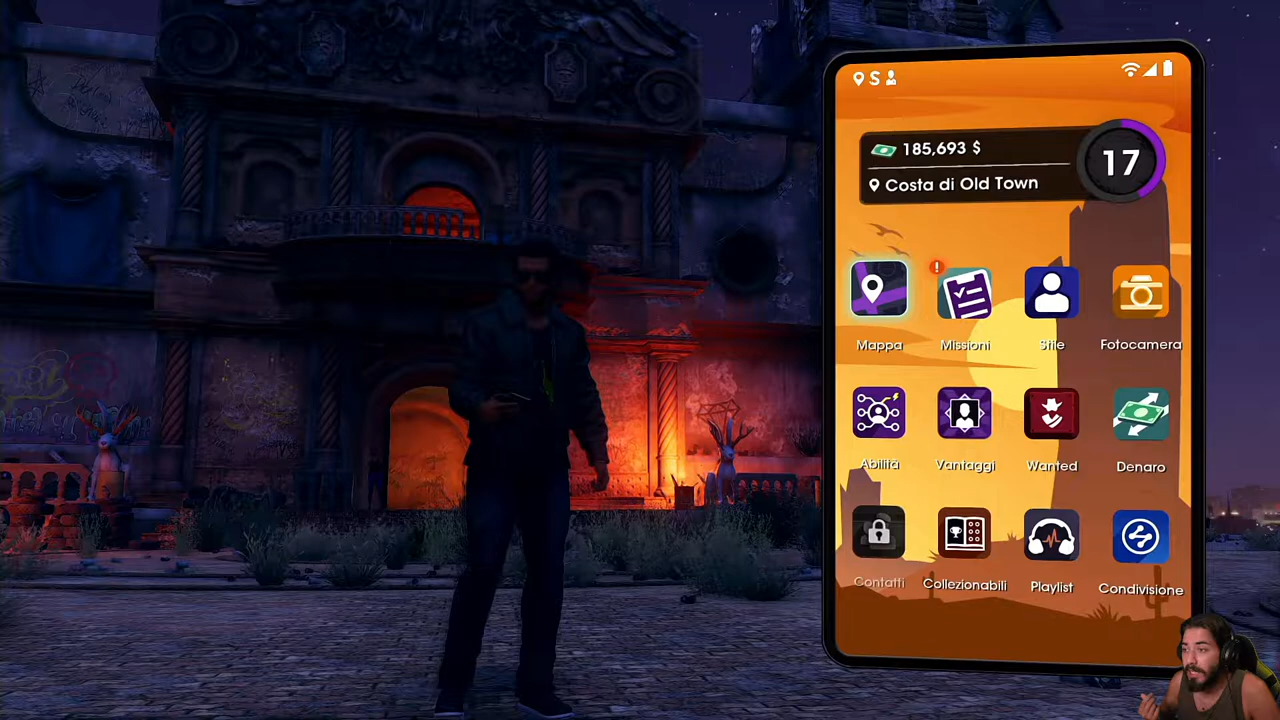 S
185,693 $
17
Costa di Old Town
!
Mappa
Missioni
Stile
Fotocamera
Abilità
Vantaggi
Wanted
Denaro
Contatti
Collezionabili
Playlist
Condivisione